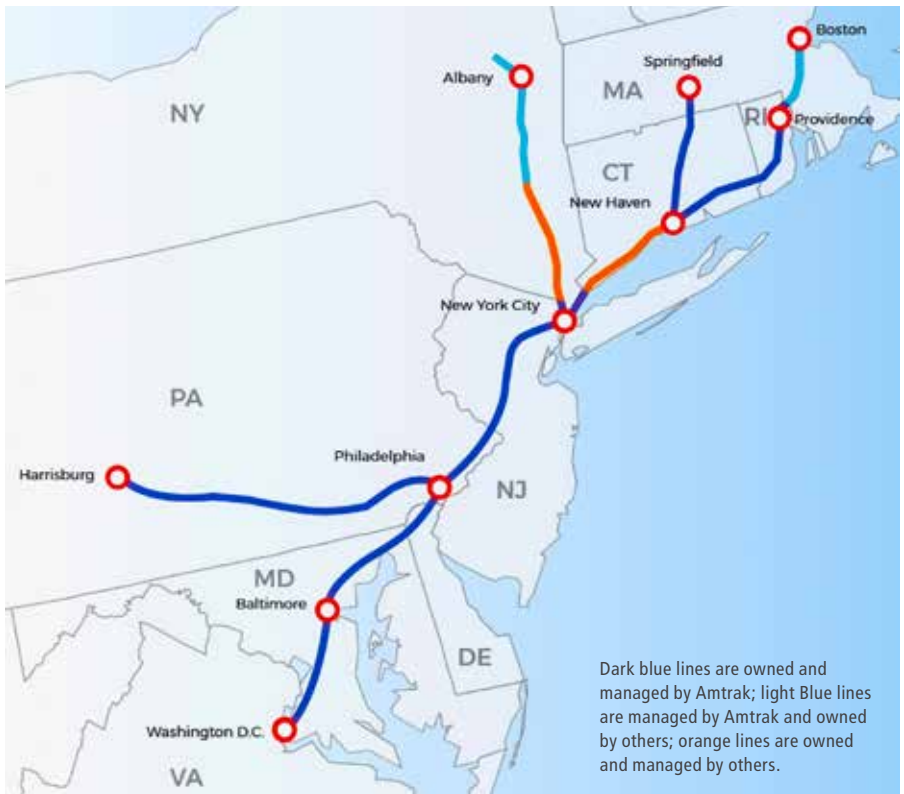 Boston
Springfield
Albany
MA
NY
RI
Providence
CT
New Haven
New York City
PA
Philadelphia
Harrisburg
NJ
MD
Baltimore
DE
Washington D.C.
VA
Dark blue lines are owned and
managed by Amtrak; light Blue lines
are managed by Amtrak and owned
by others; orange lines are owned
and managed by others.